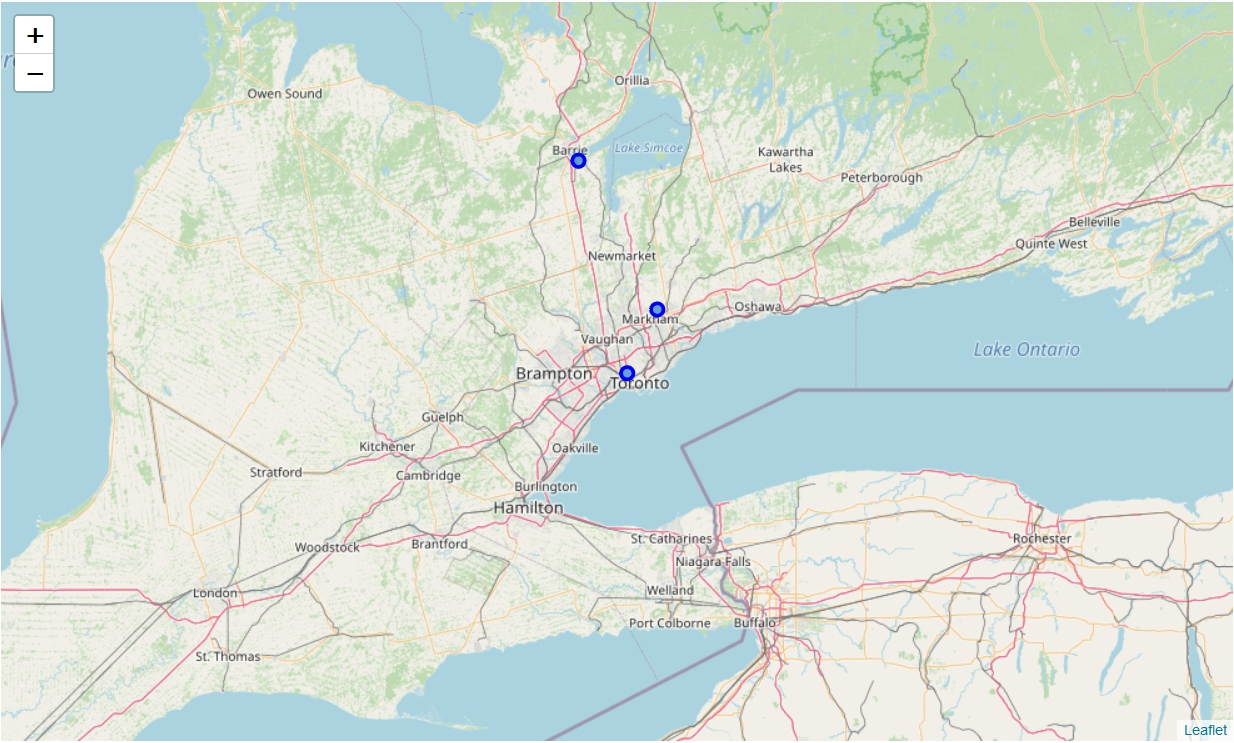 +
−
Orillia
Owen Sound
Barrie
Lake Simcoe
Kawartha
Lakes
Peterborough
Belleville
Quinte West
Newmarket
Oshawa
Markham
Vaughan
Lake Ontario
Brampton
Toronto
Guelph
Kitchener
Oakville
Stratford
Cambridge
Burlington
Hamilton
St. Catharines
Rochester
Woodstock
Brantford
Niagara Falls
London
Welland
Port Colborne
Buffalo
St. Thomas
Leaflet